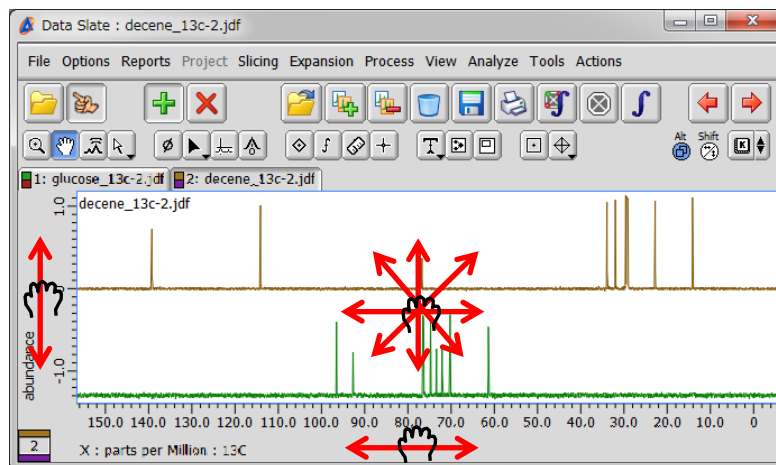 Data Slate : decene_13c-2.jdf
File Options Reports Project Slicing Expansion Process View Analyze Tools Actions
Alt Shift
1: glucose_13c-2.jdf 2: decene_13c-2.jdf
decene_13c-2.jdf
1.0
0
-1.0
abundance
150.0 140.0 130.0 120.0 110.0 100.0 90.0 80.0 70.0 60.0 50.0 40.0 30.0 20.0 10.0 0
2
X : parts per Million : 13C